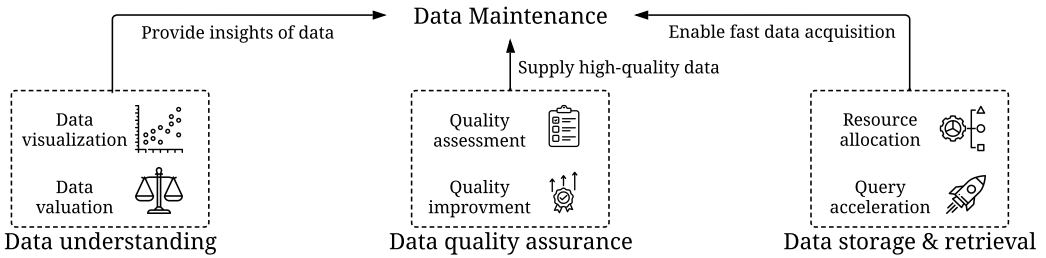 Data Maintenance
Provide insights of data
Enable fast data acquisition
Supply high-quality data
Data
visualization
Data
valuation
Data understanding
Quality
assessment
Quality
improvment
Data quality assurance
Resource
allocation
Query
acceleration
Data storage & retrieval